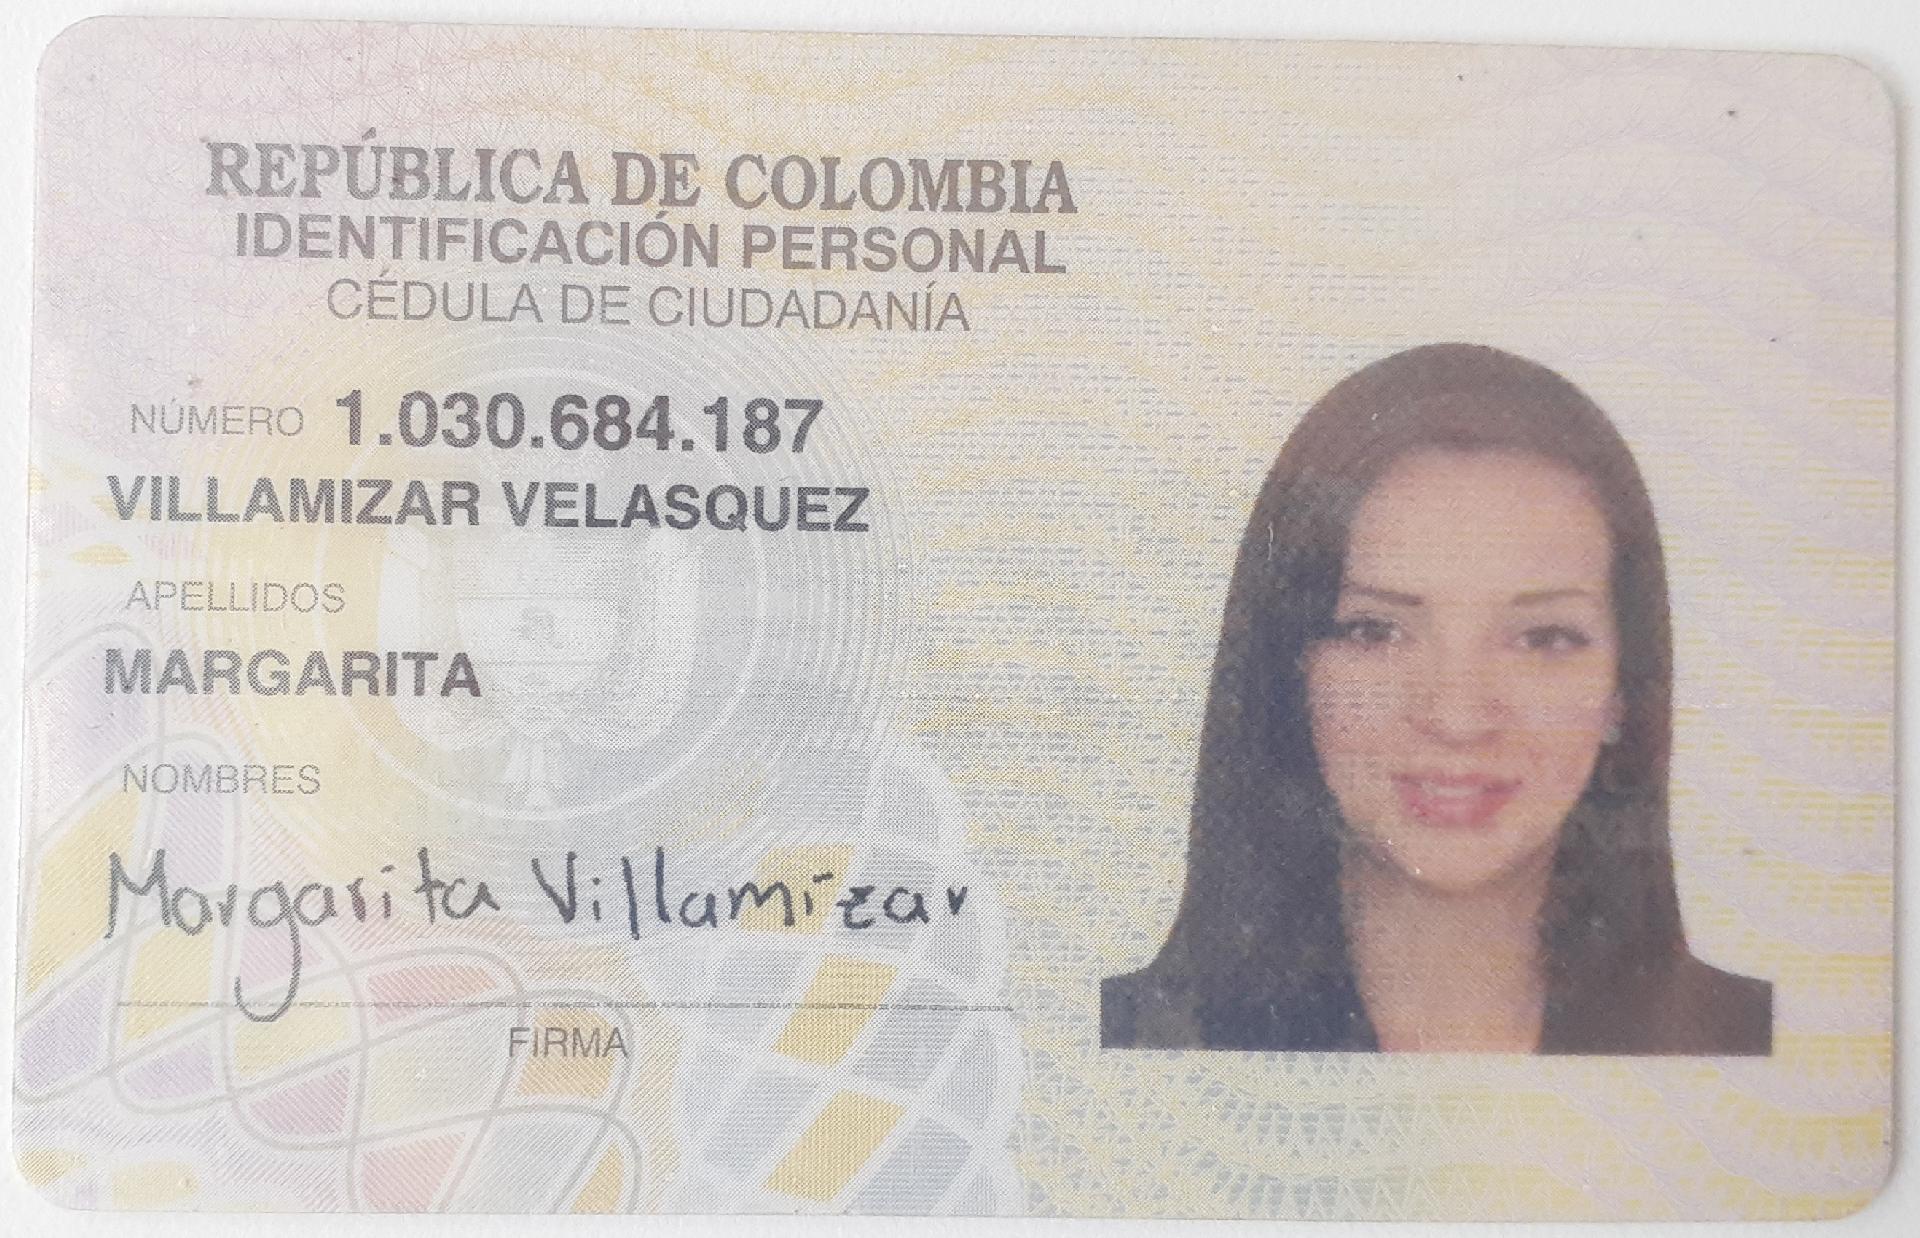 REPÚBLICA DE COLOMBIA
IDENTIFICACIÓN PERSONAL
CÉDULA DE CIUDADANÍA
NÚMERO 1.030.684.187
VILLAMIZAR VELASQUEZ
APELLIDOS
MARGARITA
NOMBRES
Margarita Villamizar
FIRMA